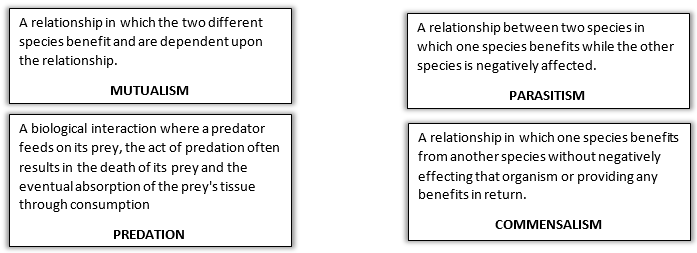 A relationship in which the two different
species benefit and are dependent upon
the relationship.
MUTUALISM
A biological interaction where a predator
feeds on its prey, the act of predation often
results in the death of its prey and the
eventual absorption of the prey's tissue
through consumption
PREDATION
A relationship between two species in
which one species benefits while the other
species is negatively affected.
PARASITISM
A relationship in which one species benefits
from another species without negatively
effecting that organism or providing any
benefits in return.
COMMENSALISM